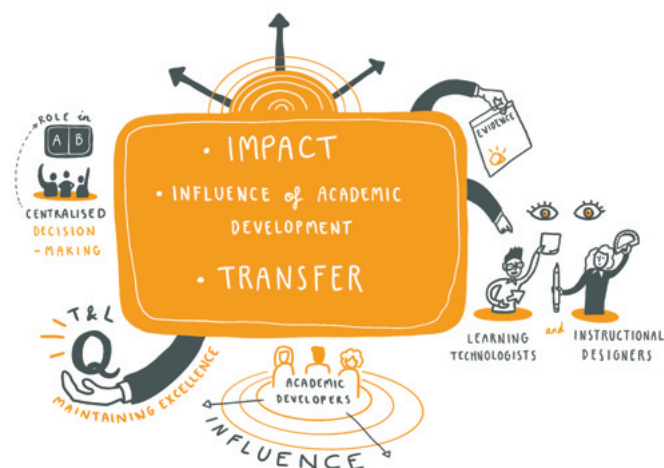 ROLE in
A B
CENTRALISED
DECISION
-MAKING
• IMPACT
• INFLUENCE of ACADEMIC
DEVELOPMENT
• TRANSFER
EVIDENCE
LEARNING
TECHNOLOGISTS
and
INSTRUCTIONAL
DESIGNERS
T&L
Q
MAINTAINING EXCELLENCE
ACADEMIC
DEVELOPERS
INFLUENCE